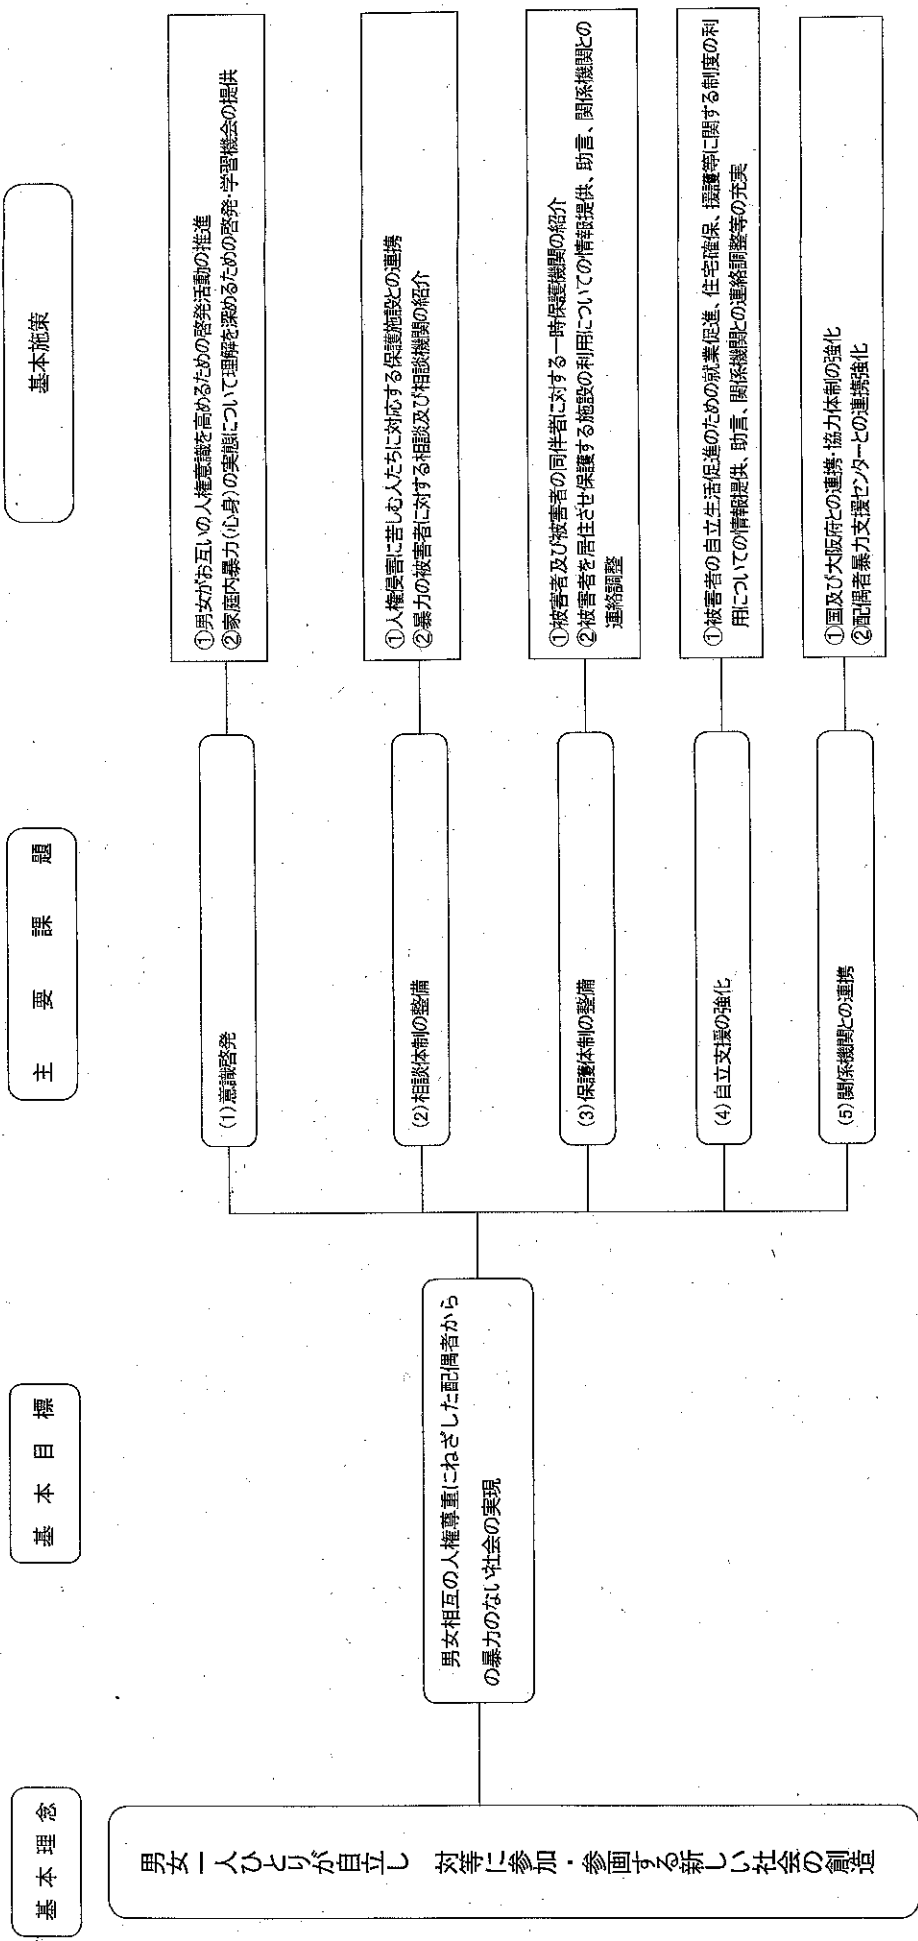 基本理念
男女一人ひとりが自立し　対等に参加・参画する新しい社会の創造
基本目標
男女相互の人権尊重にねざした配偶者から
の暴力のない社会の実現
主要課題
(1)意識啓発
(2)相談体制の整備
(3)保護体制の整備
(4)自立支援の強化
(5)関係機関との連携
基本施策
①男女がお互いの人権意識を高めるための啓発活動の推進
②家庭内暴力(心身)の実態について理解を深めるための啓発・学習機会の提供
①人権侵害に苦しむ人たちに対応する保護施設との連携
②暴力の被害者に対する相談及び相談機関の紹介
①被害者及び被害者の同伴者に対する一時保護機関の紹介
②被害者を居住させ保護する施設の利用についての情報提供、助言、関係機関との
連絡調整
①被害者の自立生活促進のための就業促進、住宅確保、援護等に関する制度の利
用についての情報提供、助言、関係機関との連絡調整等の充実
①国及び大阪府との連携・協力体制の強化
②配偶者暴力支援センターとの連携強化